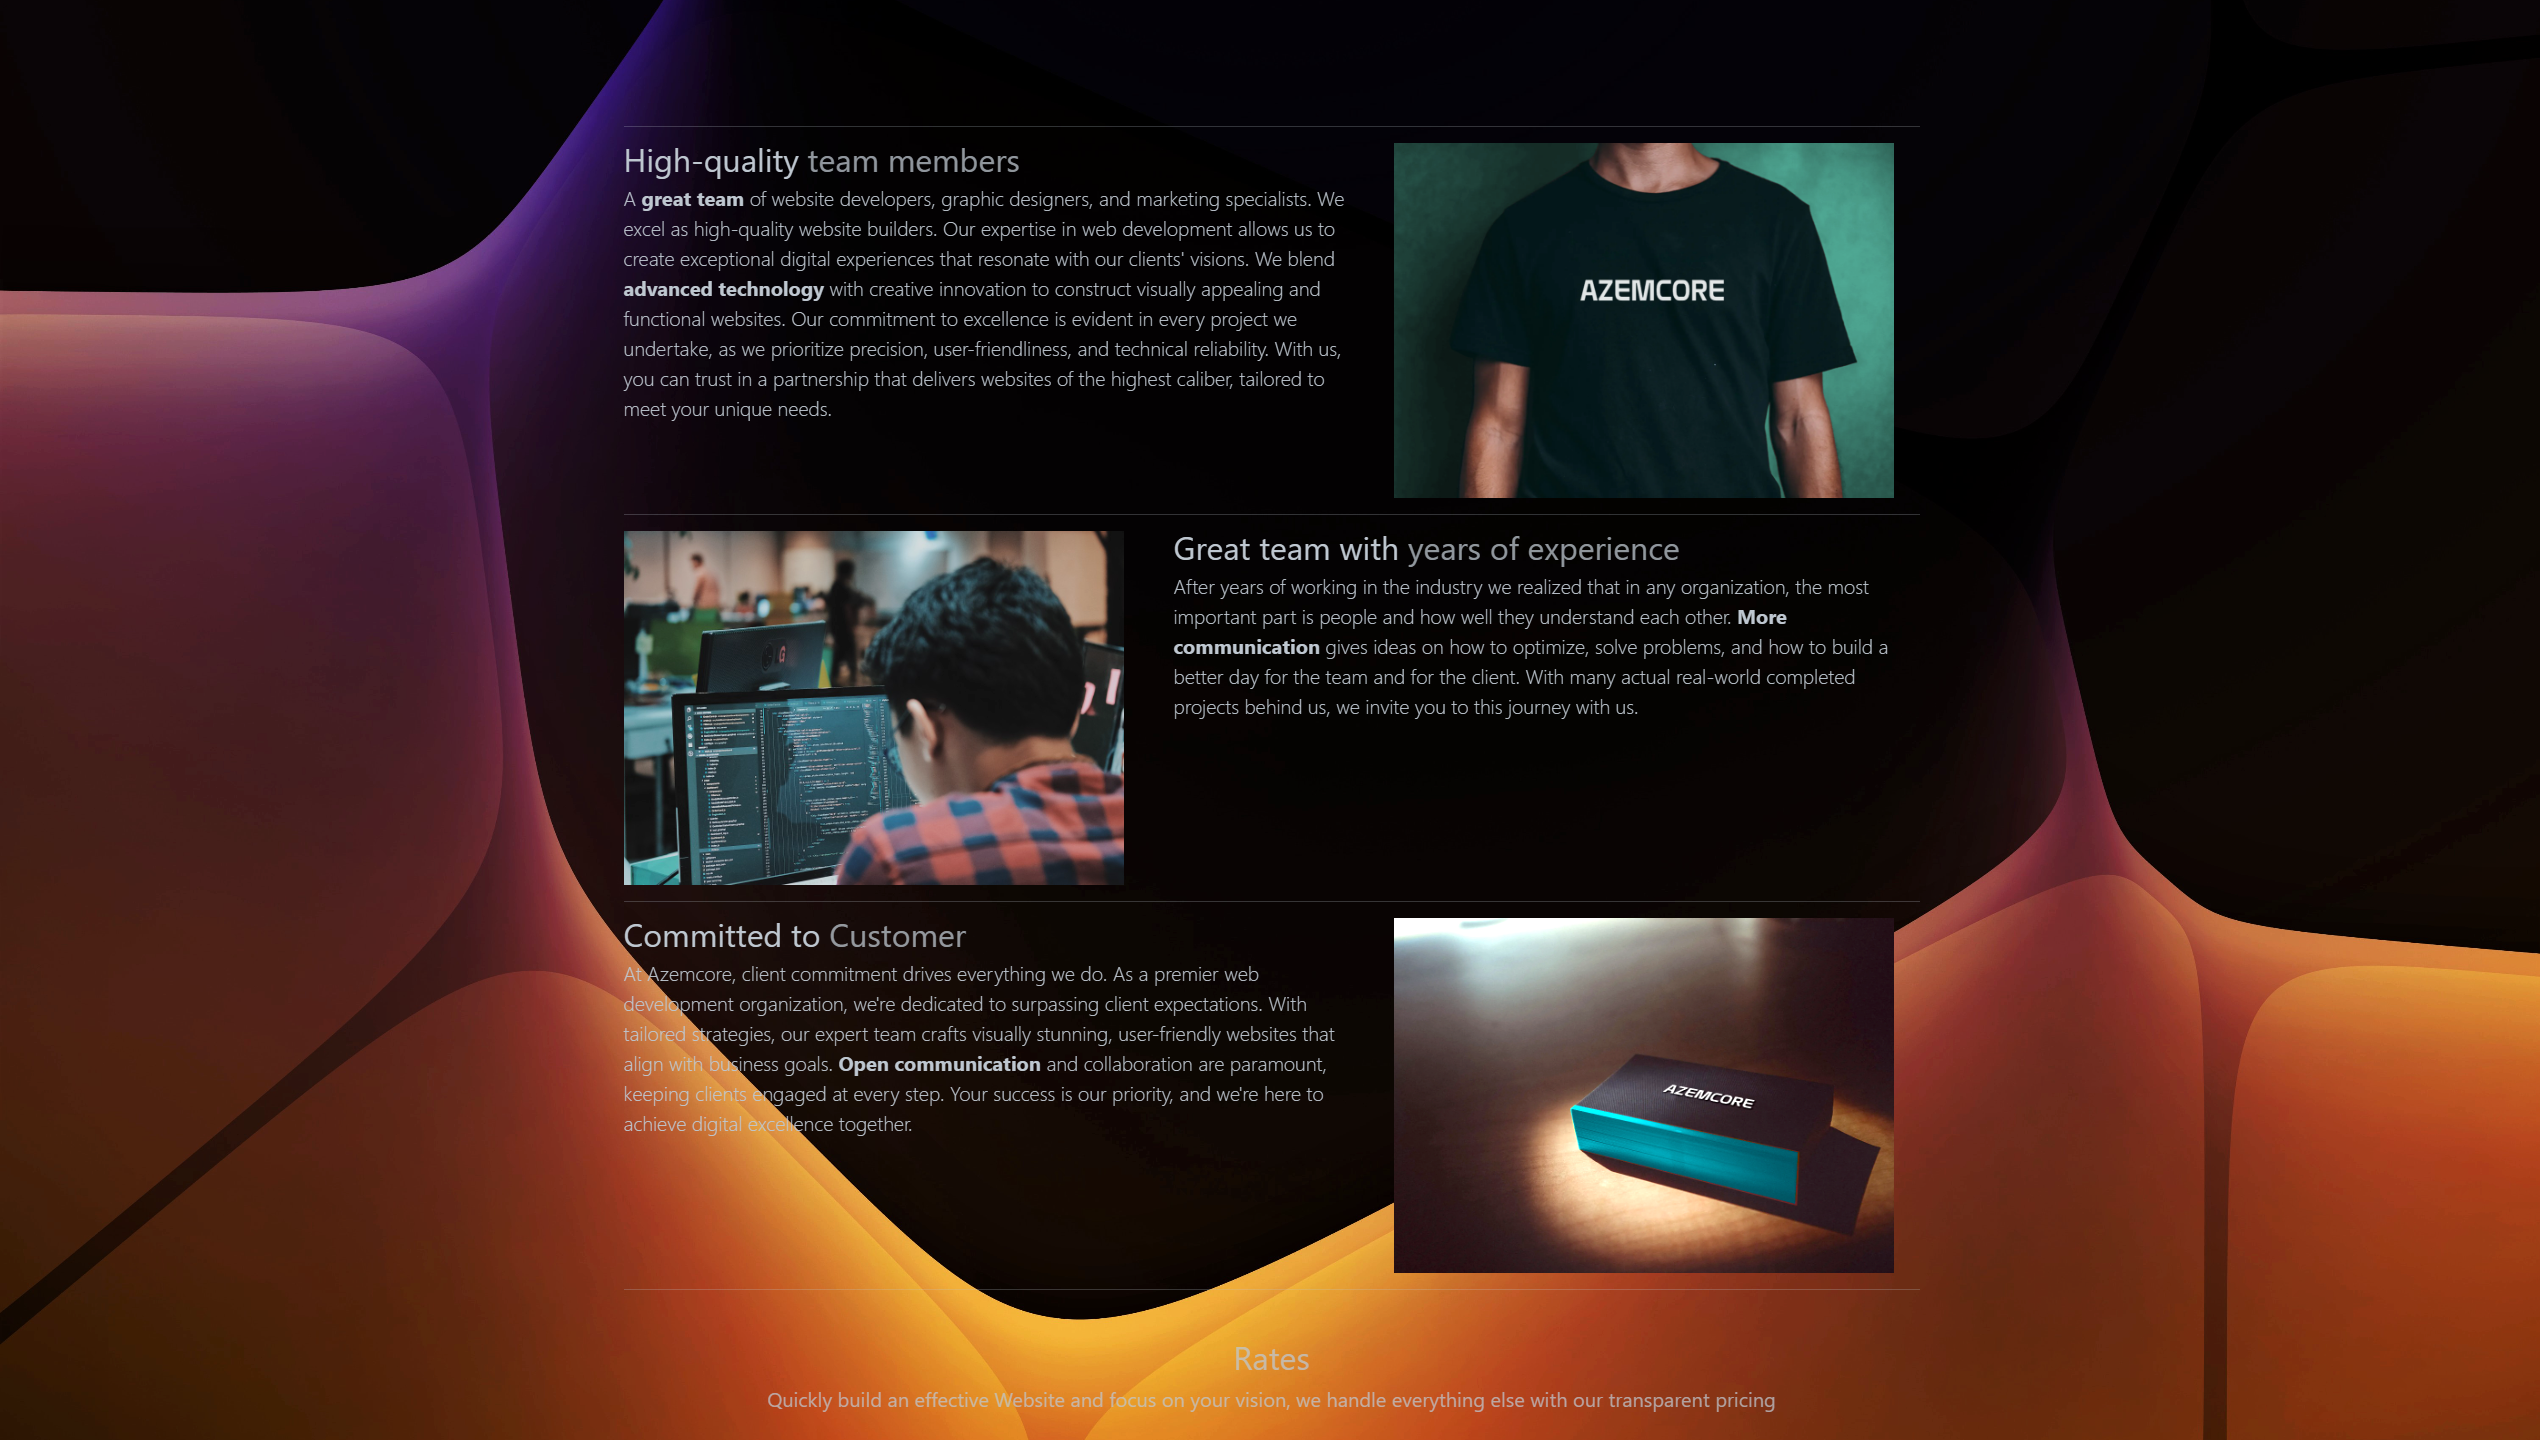 High-quality team members
A great team of website developers, graphic designers, and marketing specialists. We
excel as high-quality website builders. Our expertise in web development allows us to
create exceptional digital experiences that resonate with our clients' visions. We blend
advanced technology with creative innovation to construct visually appealing and
functional websites. Our commitment to excellence is evident in every project we
undertake, as we prioritize precision, user-friendliness, and technical reliability. With us,
you can trust in a partnership that delivers websites of the highest caliber, tailored to
meet your unique needs.
AZEMCORE
Great team with years of experience
After years of working in the industry we realized that in any organization, the most
important part is people and how well they understand each other. More
communication gives ideas on how to optimize, solve problems, and how to build a
better day for the team and for the client. With many actual real-world completed
projects behind us, we invite you to this journey with us.
Committed to Customer
At Azemcore, client commitment drives everything we do. As a premier web
development organization, we're dedicated to surpassing client expectations. With
tailored strategies, our expert team crafts visually stunning, user-friendly websites that
align with business goals. Open communication and collaboration are paramount,
keeping clients engaged at every step. Your success is our priority, and we're here to
achieve digital excellence together.
AZEMCORE
Rates
Quickly build an effective Website and focus on your vision, we handle everything else with our transparent pricing